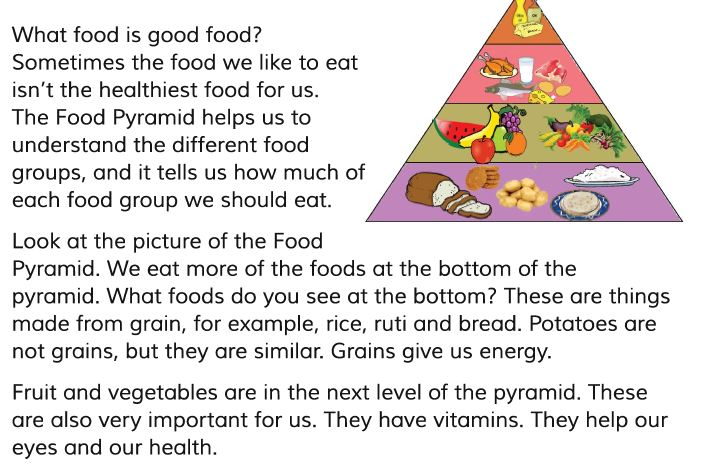 What food is good food?
Sometimes the food we like to eat
isn't the healthiest food for us.
The Food Pyramid helps us to
understand the different food
groups, and it tells us how much of
each food group we should eat.
Look at the picture of the Food
Pyramid. We eat more of the foods at the bottom of the
pyramid. What foods do you see at the bottom? These are things
made from grain, for example, rice, ruti and bread. Potatoes are
not grains, but they are similar. Grains give us energy.
Fruit and vegetables are in the next level of the pyramid. These
are also very important for us. They have vitamins. They help our
eyes and our health.